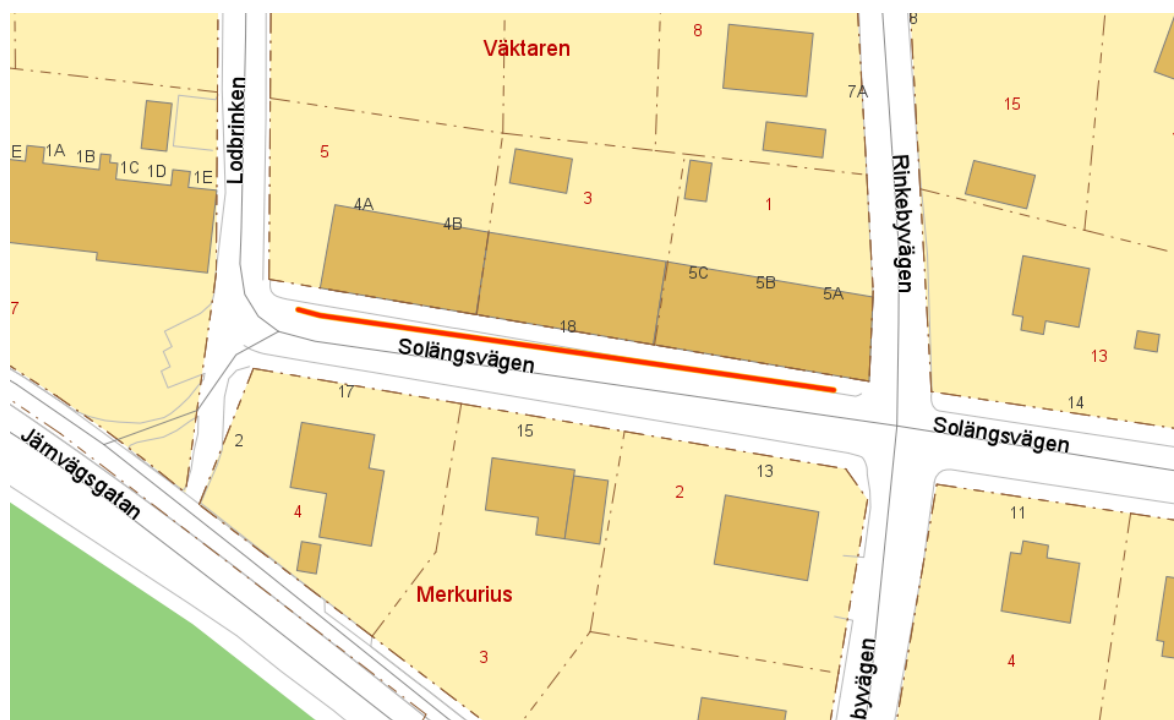 8
8
Väktaren
7A
15
E
1A
1B
1C
1D
1E
Lodbrinken
5
3
1
Rinkebyvägen
4A
4B
5C
5B
5A
7
18
Solängsvägen
13
17
14
2
15
Solängsvägen
13
2
Järnvägsgatan
4
11
Merkurius
3
4
byvägen